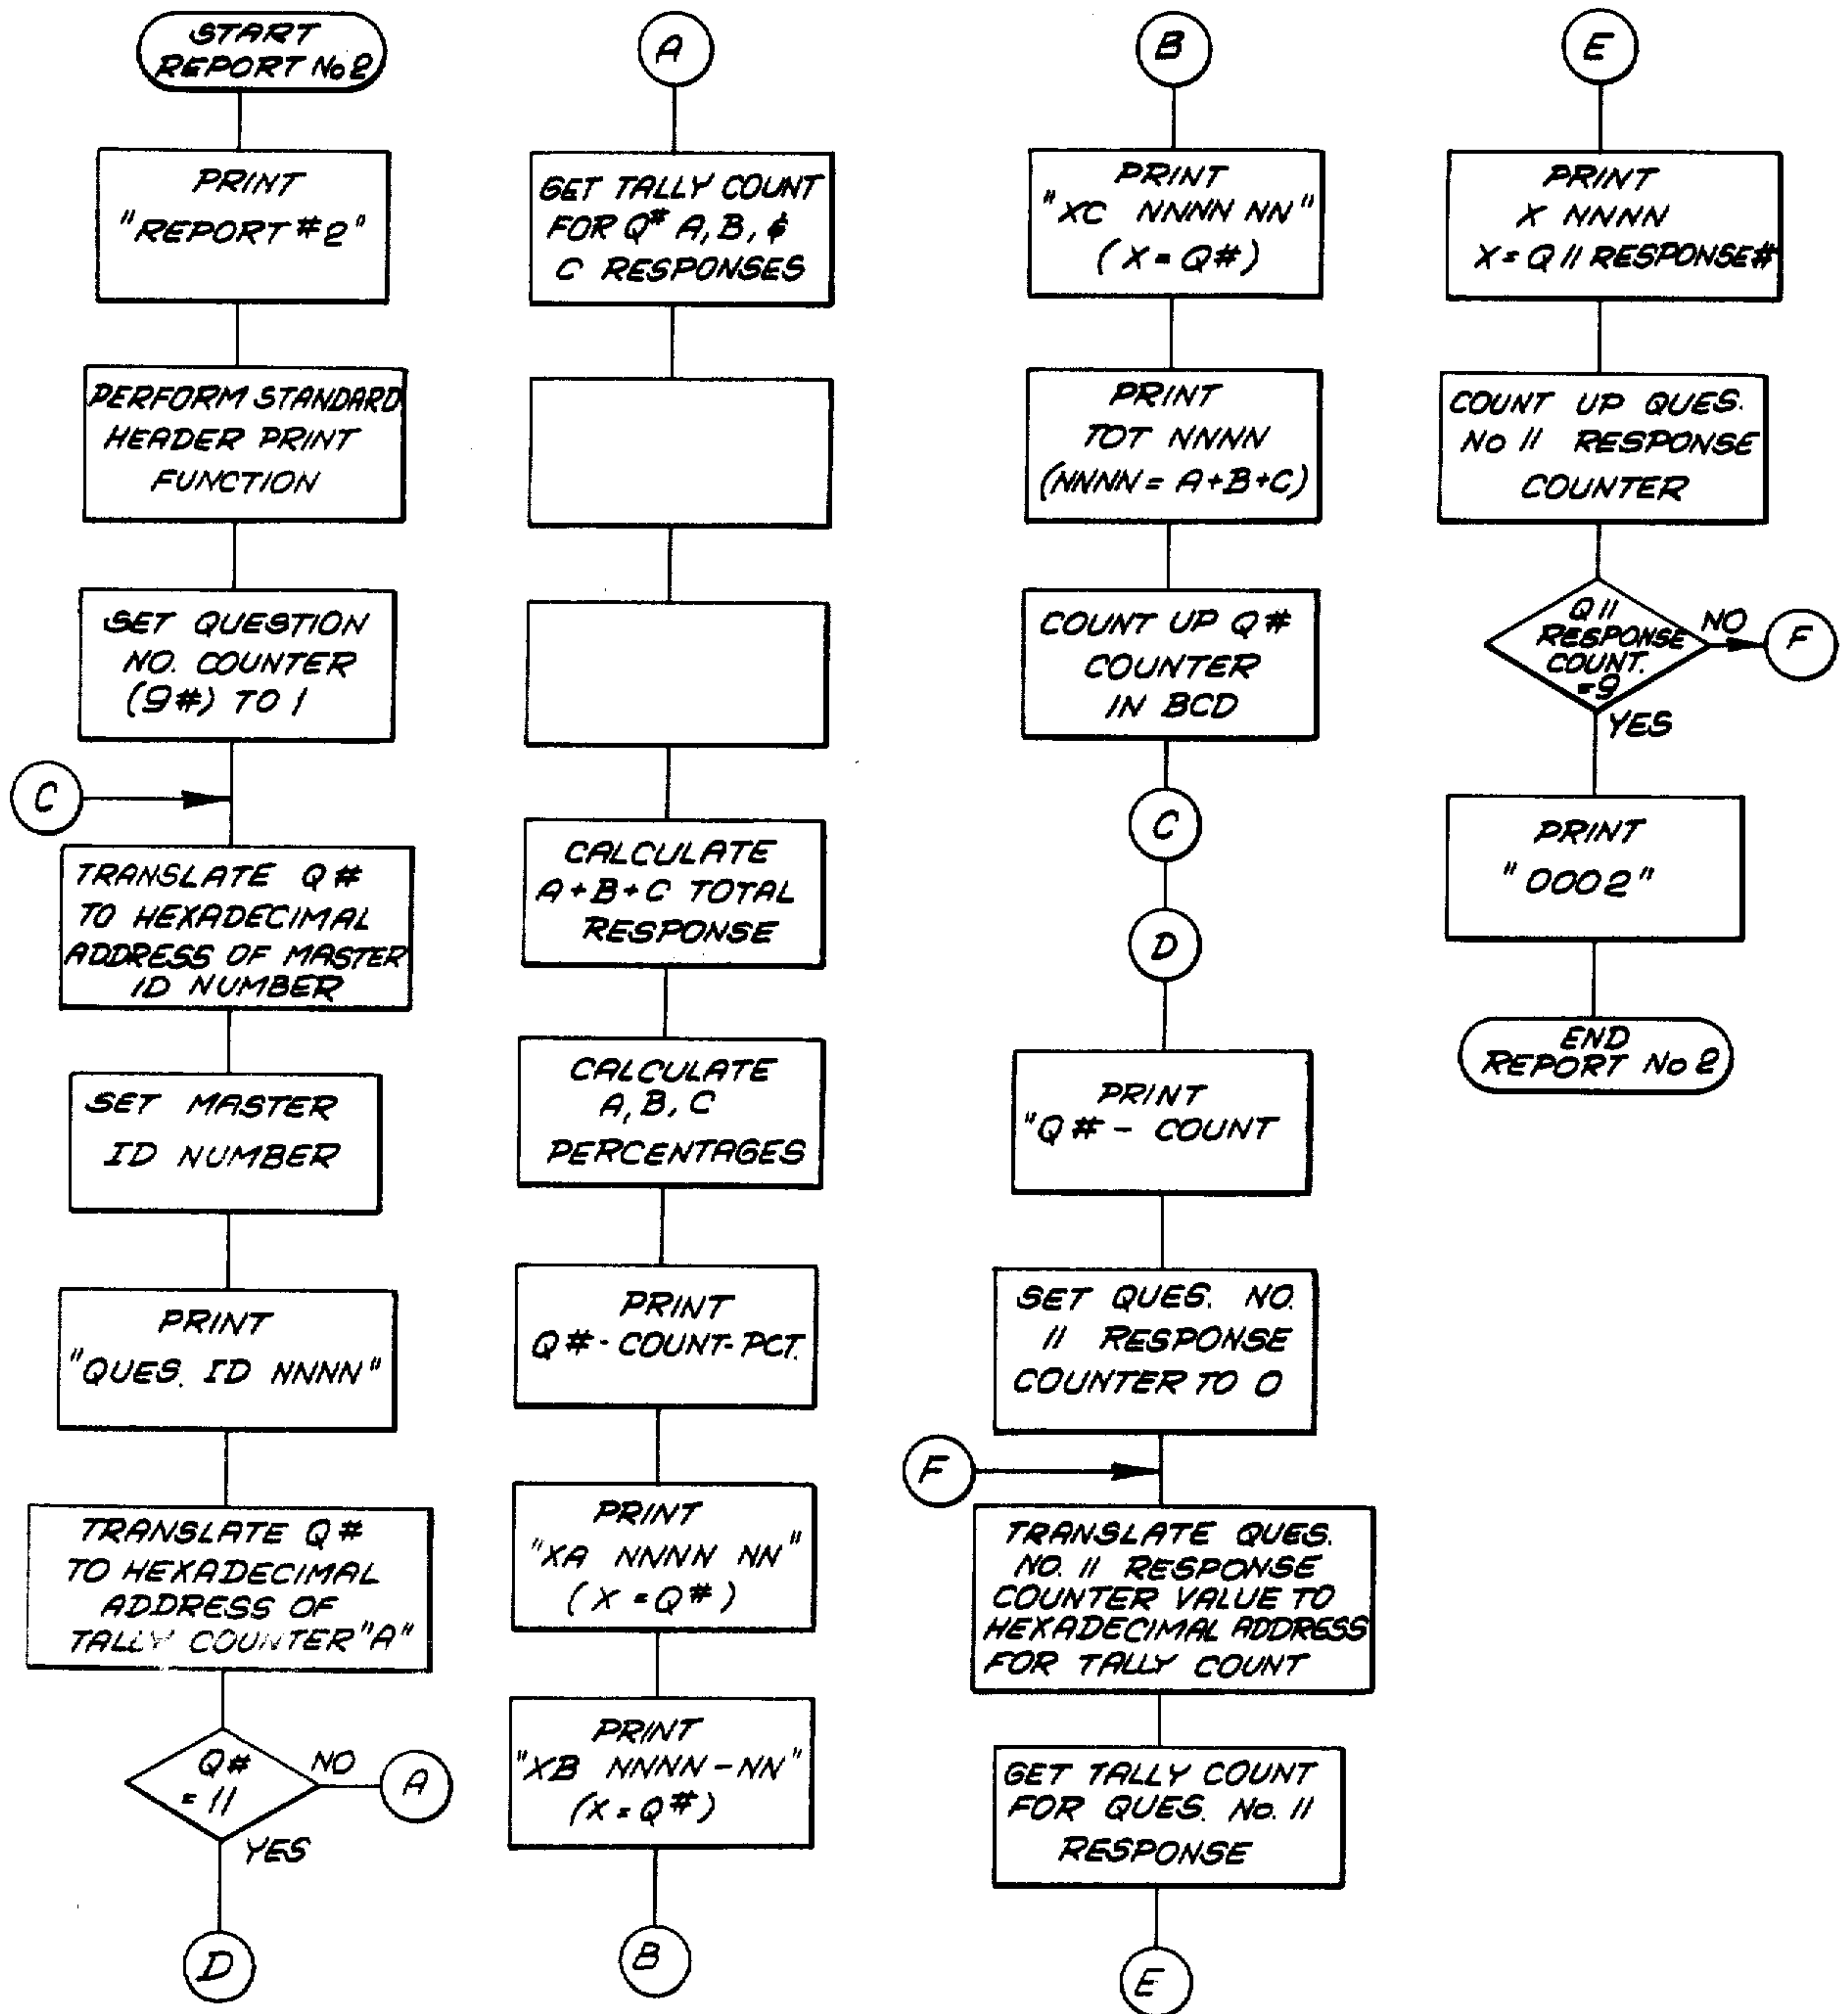 START
REPORT No 2
PRINT
"REPORT #2"
PERFORM STANDARD
HEADER PRINT
FUNCTION
SET QUESTION
NO. COUNTER
(9#) TO 1
C
TRANSLATE Q#
TO HEXADECIMAL
ADDRESS OF MASTER
ID NUMBER
SET MASTER
ID NUMBER
PRINT
"QUES. ID NNNN"
TRANSLATE Q#
TO HEXADECIMAL
ADDRESS OF
TALLY COUNTER "A"
Q#
= 11
NO
A
YES
D
A
GET TALLY COUNT
FOR Q# A, B, &
C RESPONSES
CALCULATE
A+B+C TOTAL
RESPONSE
CALCULATE
A, B, C
PERCENTAGES
PRINT
Q# - COUNT- PCT.
PRINT
"XA NNNN NN"
(X = Q#)
PRINT
"XB NNNN - NN"
(X = Q#)
B
B
PRINT
"XC NNNN NN"
(X = Q#)
PRINT
TOT NNNN
(NNNN = A+B+C)
COUNT UP Q#
COUNTER
IN BCD
C
D
PRINT
"Q# - COUNT
SET QUES. NO.
11 RESPONSE
COUNTER TO 0
F
TRANSLATE QUES.
NO. 11 RESPONSE
COUNTER VALUE TO
HEXADECIMAL ADDRESS
FOR TALLY COUNT
GET TALLY COUNT
FOR QUES. No. 11
RESPONSE
E
E
PRINT
X NNNN
X = Q 11 RESPONSE#
COUNT UP QUES.
No 11 RESPONSE
COUNTER
Q11
RESPONSE
COUNT.
=9
NO
F
YES
PRINT
"0002"
END
REPORT No 2